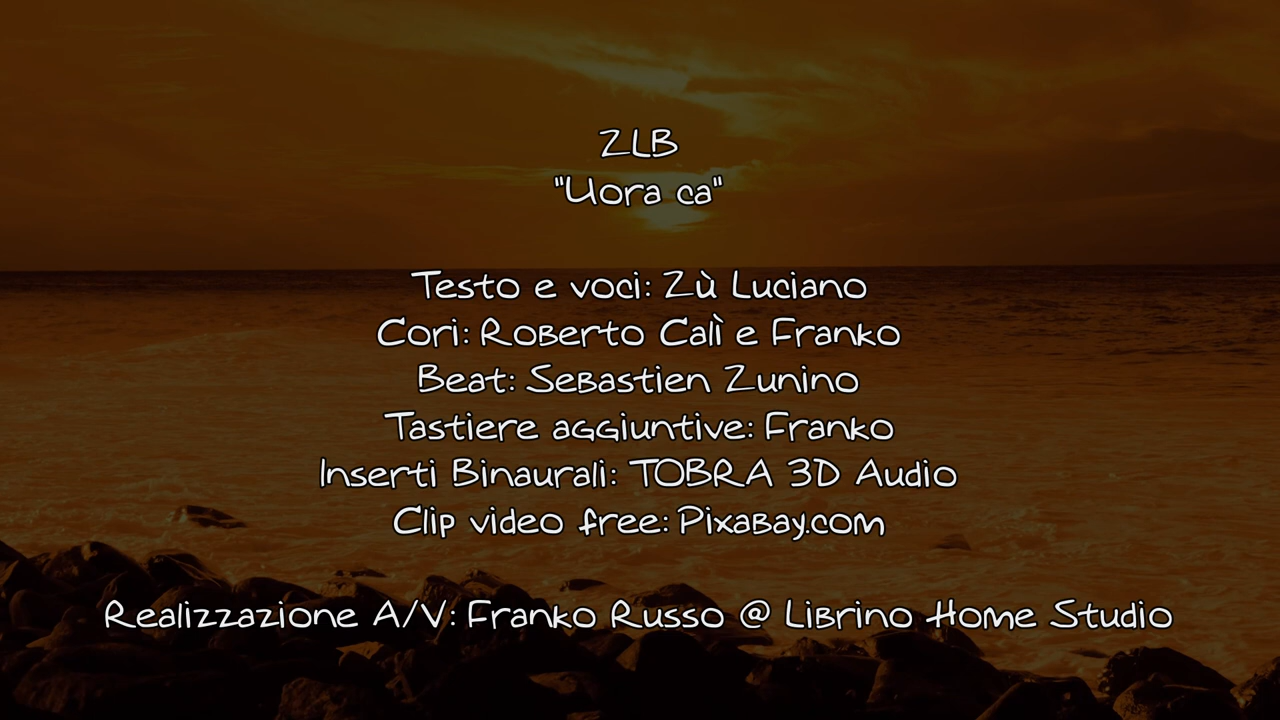 ZLB
"Uora ca"
Testo e voci: Zù Luciano
Cori: Roberto Calì e Franko
Beat: Sebastien Zunino
Tastiere aggiuntive: Franko
Inserti Binaurali: TOBRA 3D Audio
Clip video free: Pixabay.com
Realizzazione A/V: Franko Russo @ Librino Home Studio